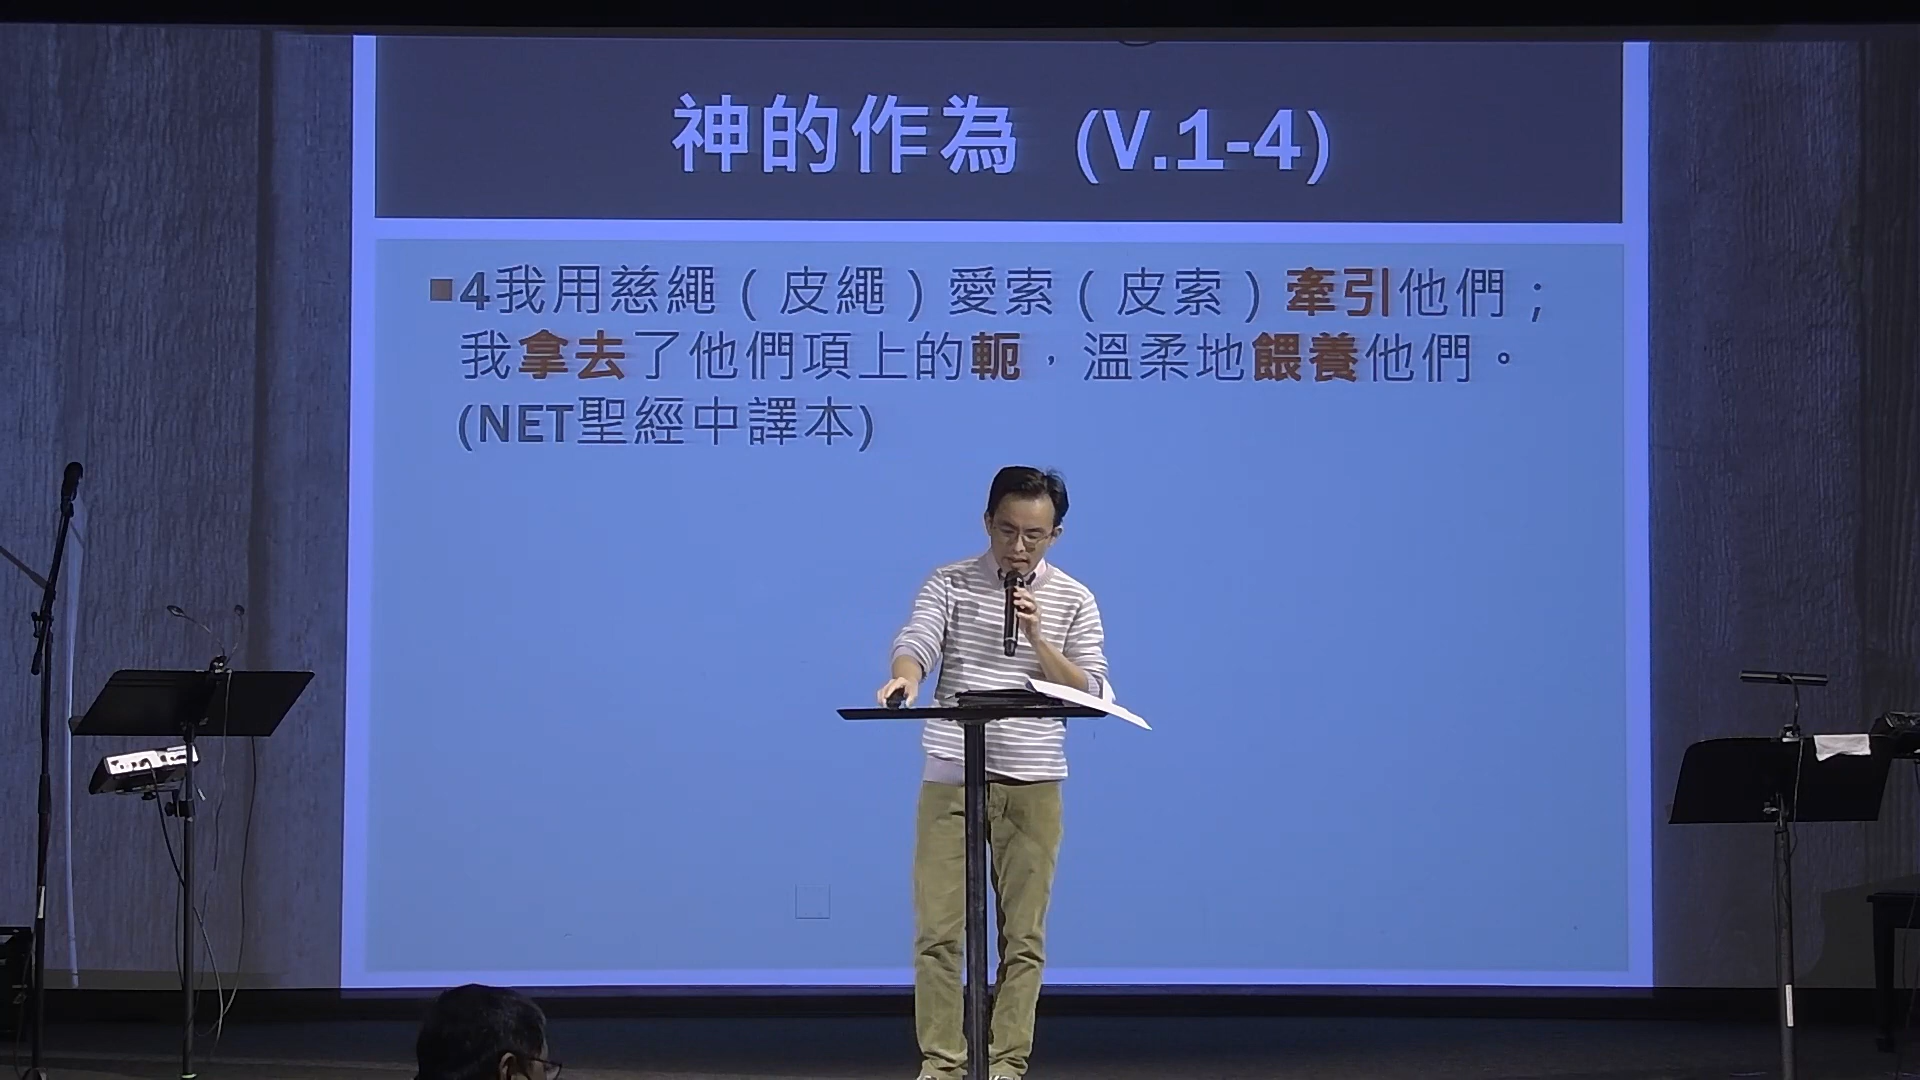 神的作為 (V.1-4)
▪4我用慈繩（皮繩）愛索（皮索）牽引他們；
我拿去了他們項上的軛，溫柔地餵養他們。
(NET聖經中譯本)